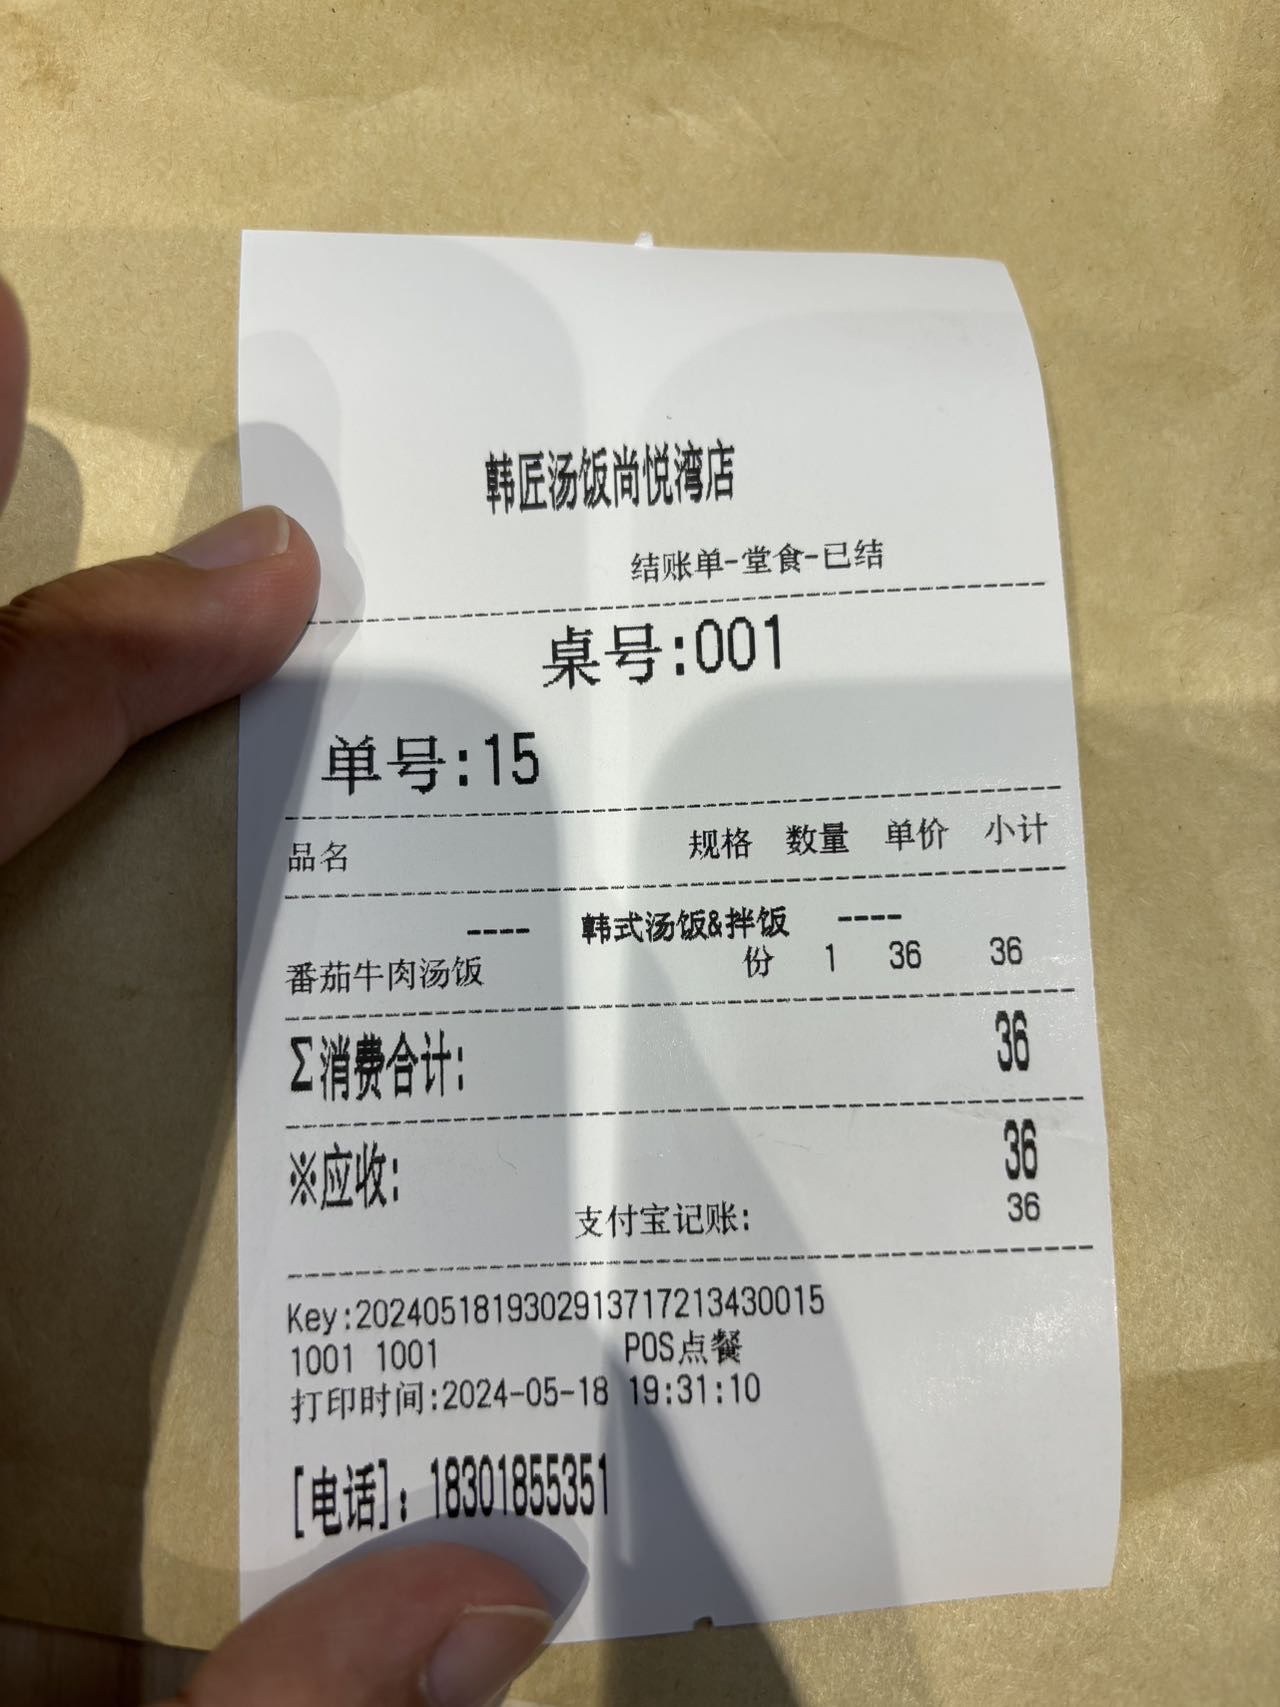 韩匠汤饭尚悦湾店
结账单-堂食-已结
桌号:001
单号:15
品名 规格 数量 单价 小计
---- 韩式汤饭&拌饭 ----
番茄牛肉汤饭 份 1 36 36
Σ消费合计: 36
※应收: 36
支付宝记账: 36
Key:20240518193029137172134300​15
1001 1001 POS点餐
打印时间:2024-05-18 19:31:10
[电话]: 18301855351